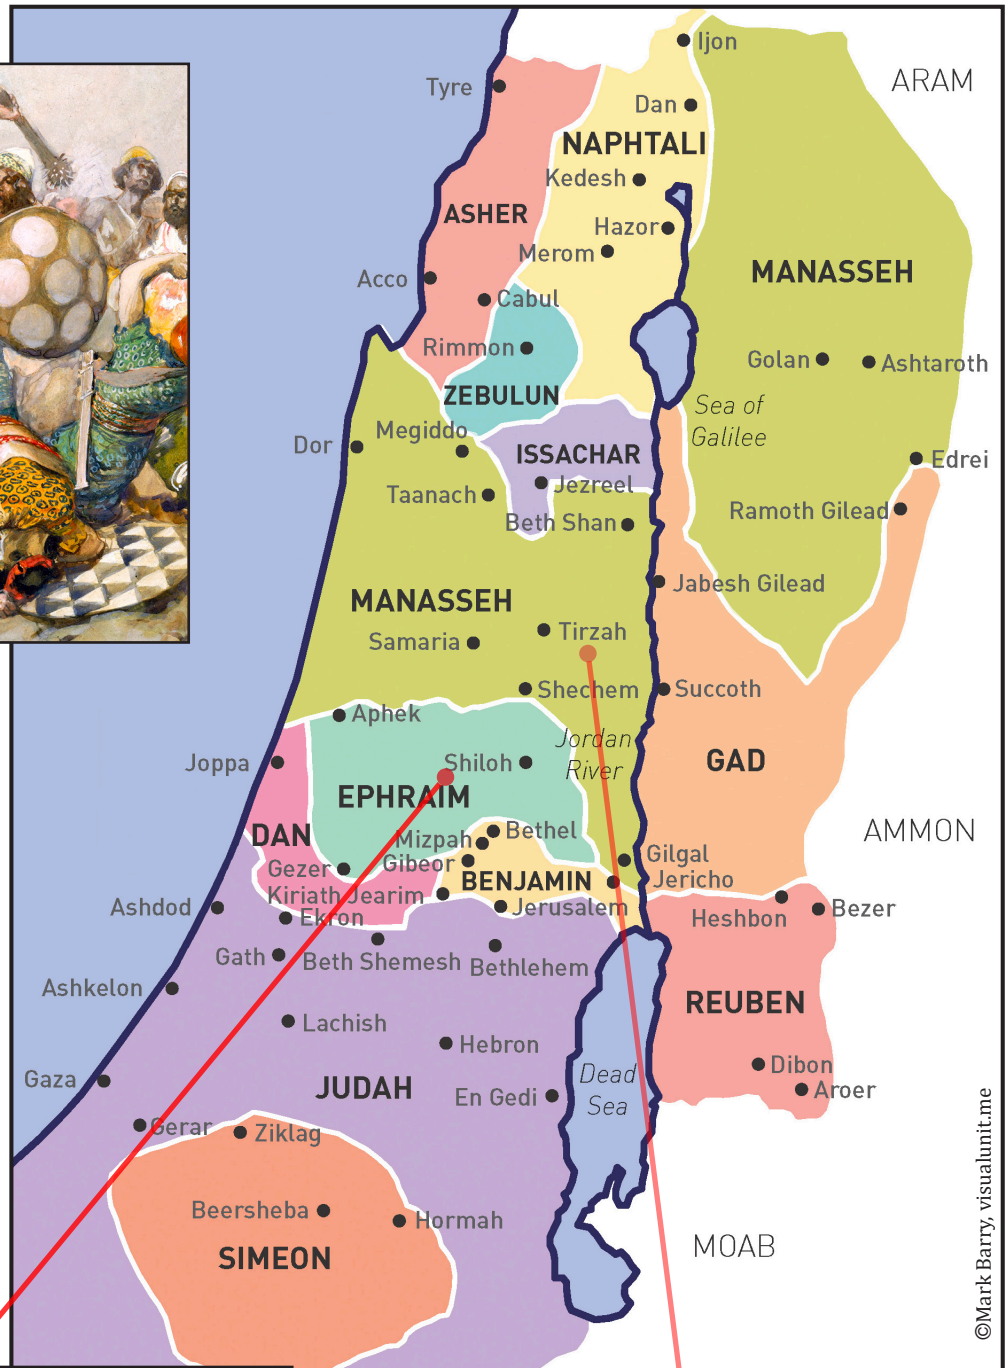 Ijon
ARAM
Tyre
Dan
NAPHTALI
Kedesh
ASHER
Hazor
Merom
MANASSEH
Acco
Cabul
Rimmon
Golan
Ashtaroth
ZEBULUN
Sea of
Galilee
Megiddo
Dor
ISSACHAR
Edrei
Jezreel
Taanach
Ramoth Gilead
Beth Shan
Jabesh Gilead
MANASSEH
Tirzah
Samaria
Shechem
Succoth
Aphek
Jordan
River
Joppa
Shiloh
GAD
EPHRAIM
AMMON
DAN
Bethel
Mizpah
Gibeor
Gilgal
Gezer
BENJAMIN
Jericho
Kiriath Jearim
Ashdod
Jerusalem
Ekron
Heshbon
Bezer
Gath
Beth Shemesh
Bethlehem
Ashkelon
REUBEN
Lachish
Hebron
Dibon
Gaza
JUDAH
En Gedi
Dead
Sea
Aroer
Gerar
Ziklag
Beersheba
Hormah
SIMEON
MOAB
©Mark Barry, visualunit.me